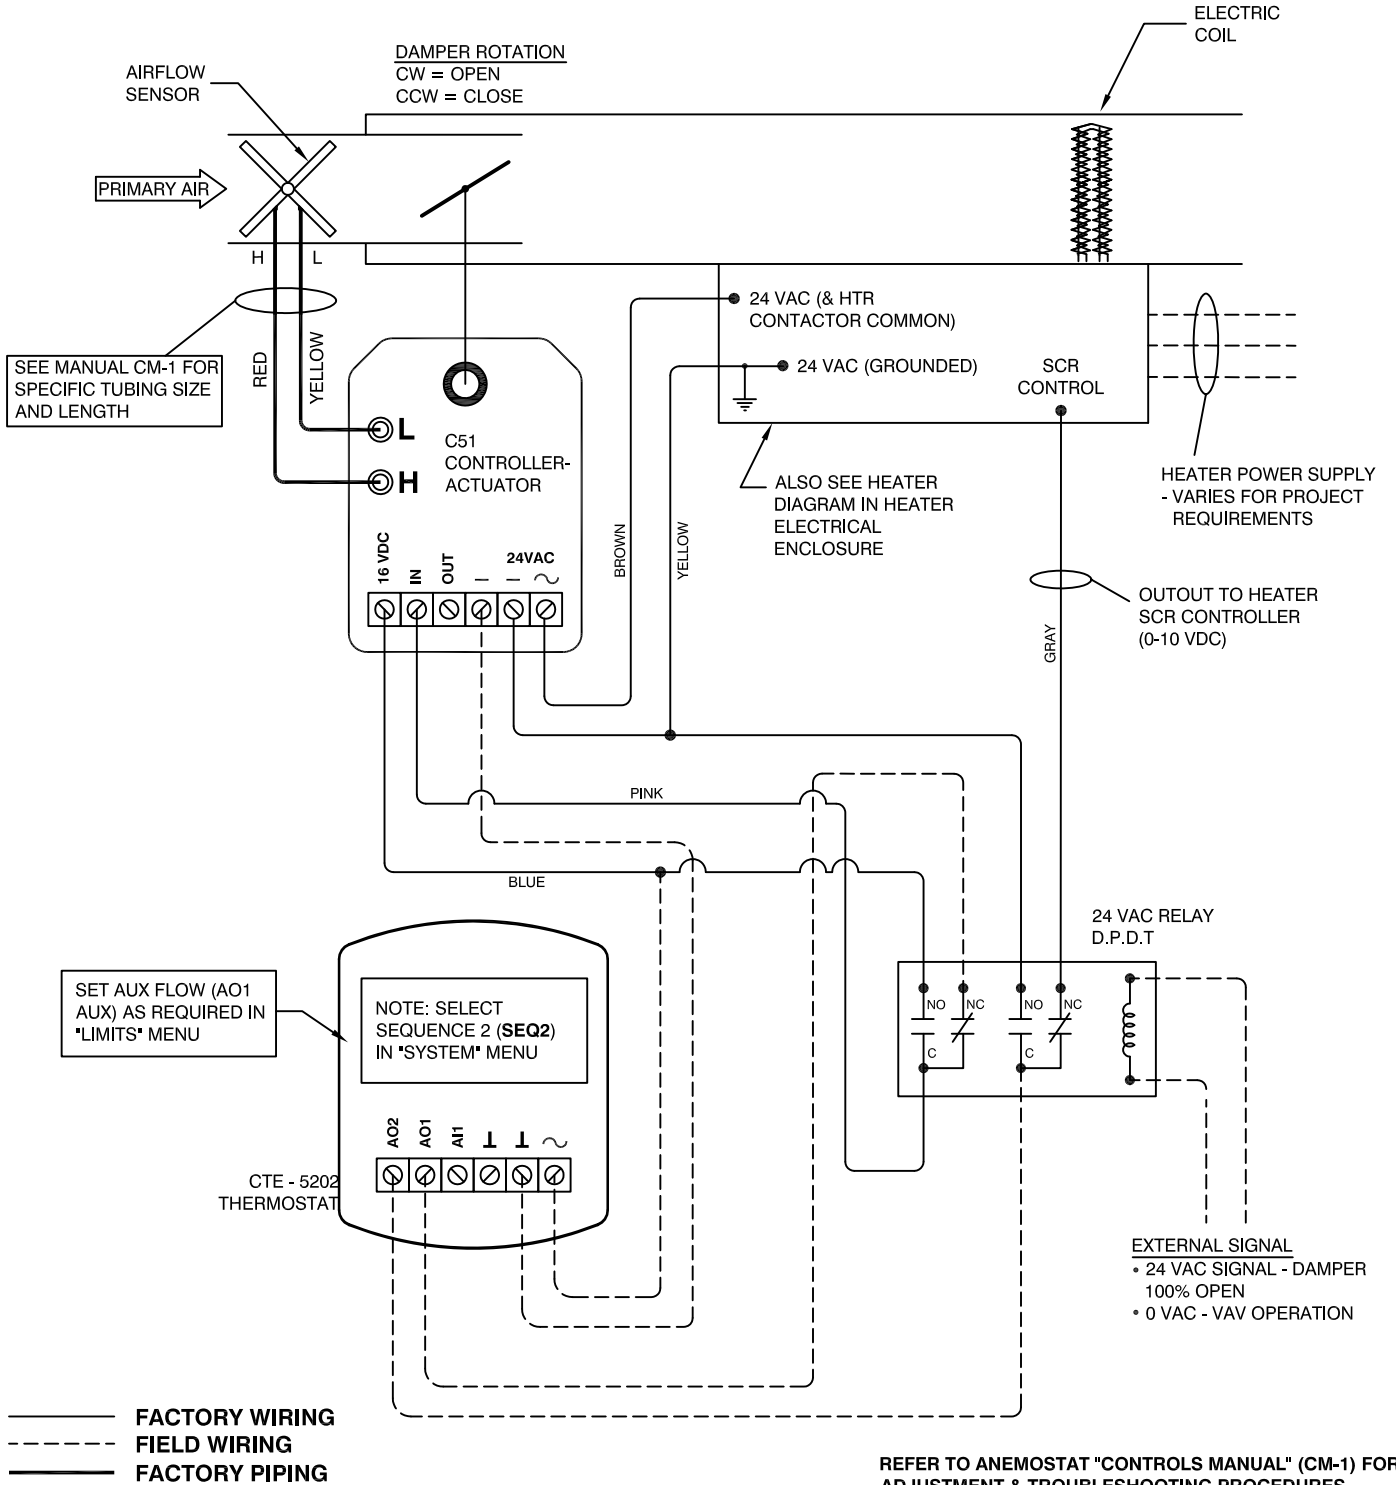 ELECTRIC
COIL
DAMPER ROTATION
CW = OPEN
CCW = CLOSE
AIRFLOW
SENSOR
PRIMARY AIR
H
L
24 VAC (& HTR
CONTACTOR COMMON)
24 VAC (GROUNDED)
SCR
CONTROL
SEE MANUAL CM-1 FOR
SPECIFIC TUBING SIZE
AND LENGTH
RED
YELLOW
L
H
C51
CONTROLLER-
ACTUATOR
HEATER POWER SUPPLY
- VARIES FOR PROJECT
REQUIREMENTS
ALSO SEE HEATER
DIAGRAM IN HEATER
ELECTRICAL
ENCLOSURE
BROWN
YELLOW
16 VDC
IN
OUT
24VAC
OUTOUT TO HEATER
SCR CONTROLLER
(0-10 VDC)
GRAY
PINK
BLUE
24 VAC RELAY
D.P.D.T
NO
NC
NO
NC
C
C
SET AUX FLOW (AO1
AUX) AS REQUIRED IN
"LIMITS" MENU
NOTE: SELECT
SEQUENCE 2 (SEQ2)
IN "SYSTEM" MENU
AO2
AO1
AI1
CTE - 5202
THERMOSTAT
EXTERNAL SIGNAL
• 24 VAC SIGNAL - DAMPER
100% OPEN
• 0 VAC - VAV OPERATION
FACTORY WIRING
FIELD WIRING
FACTORY PIPING
REFER TO ANEMOSTAT "CONTROLS MANUAL" (CM-1) FOR
ADJUSTMENT & TROUBLESHOOTING PROCEDURES